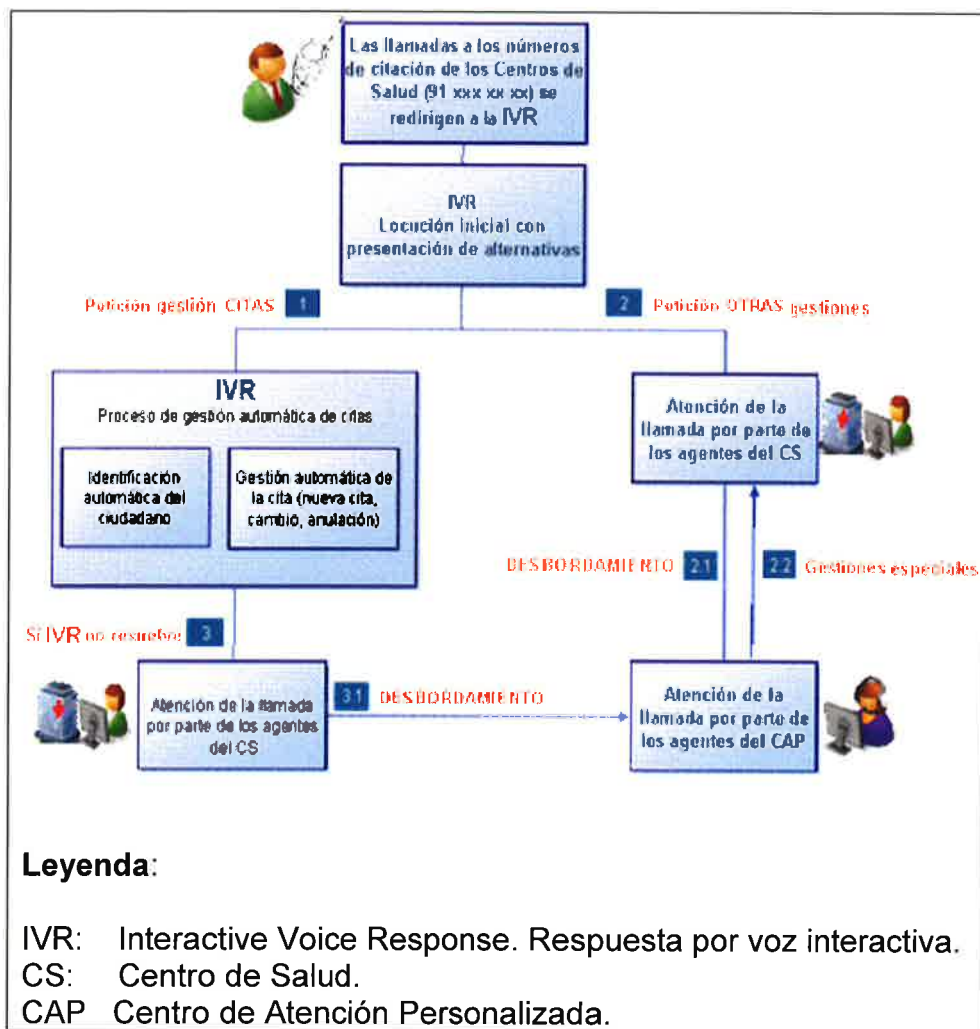 Las llamadas a los números
de citación de los Centros de
Salud (91 xxx xx xx) se
redirigen a la IVR
IVR
Locución inicial con
presentación de alternativas
Petición gestión CITAS 1
2 Petición OTRAS gestiones
IVR
Proceso de gestión automática de citas
Identificación
automática del
ciudadano
Gestión automática de
la cita (nueva cita,
cambio, anulación)
Atención de la
llamada por parte de
los agentes del CS
DESBORDAMIENTO 2.1
2.2 Gestiones especiales
Si IVR no resuelve 3
Atención de la llamada
por parte de los agentes
del CS
3.1 DESBORDAMIENTO
Atención de la
llamada por parte de
los agentes del CAP
Leyenda:
IVR: Interactive Voice Response. Respuesta por voz interactiva.
CS: Centro de Salud.
CAP Centro de Atención Personalizada.